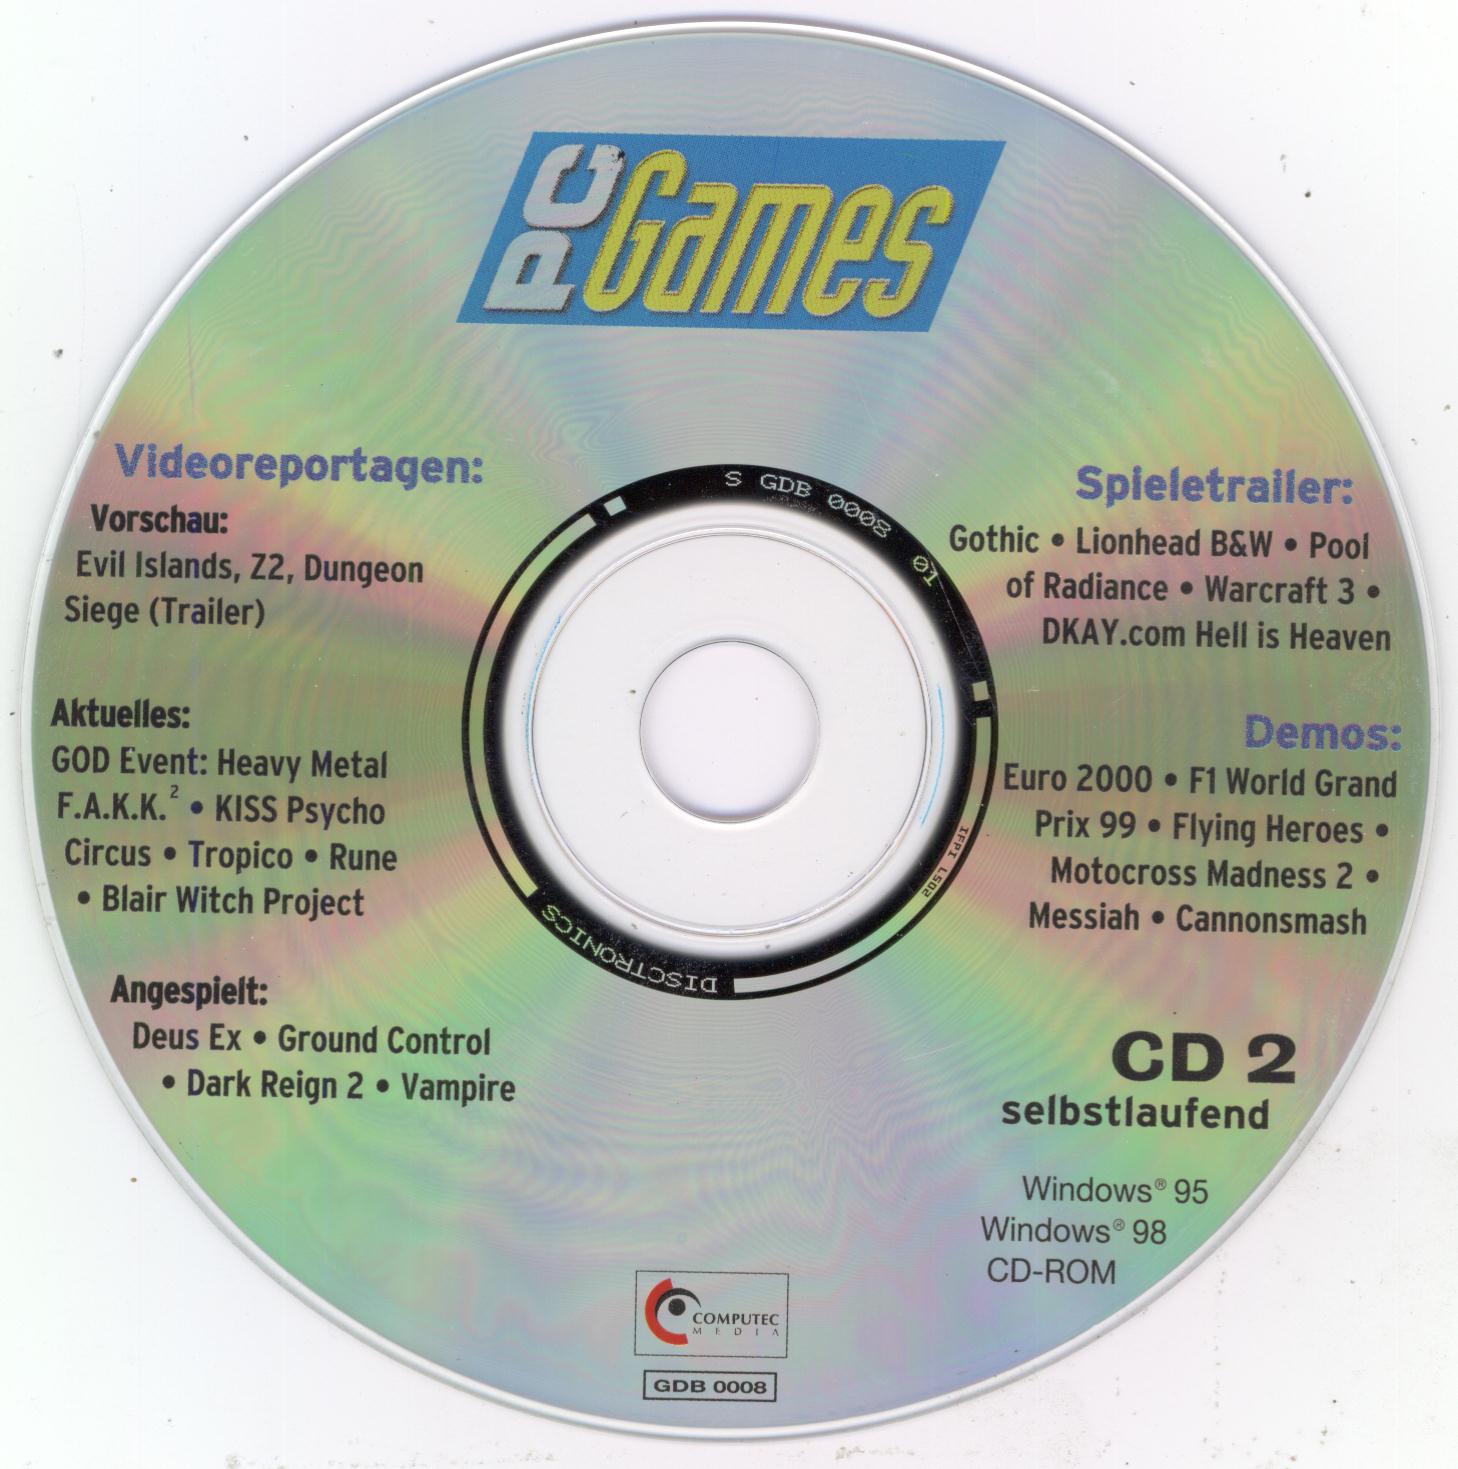 PC Games
Videoreportagen:
Vorschau:
Evil Islands, Z2, Dungeon
Siege (Trailer)
Aktuelles:
GOD Event: Heavy Metal
F.A.K.K.² • KISS Psycho
Circus • Tropico • Rune
• Blair Witch Project
Angespielt:
Deus Ex • Ground Control
• Dark Reign 2 • Vampire
Spieletrailer:
Gothic • Lionhead B&W • Pool
of Radiance • Warcraft 3 •
DKAY.com Hell is Heaven
Demos:
Euro 2000 • F1 World Grand
Prix 99 • Flying Heroes •
Motocross Madness 2 •
Messiah • Cannonsmash
CD 2
selbstlaufend
Windows® 95
Windows® 98
CD-ROM
S GDB 0008 01
IFPI L502
DISCTRONICS
COMPUTEC
MEDIA
GDB 0008